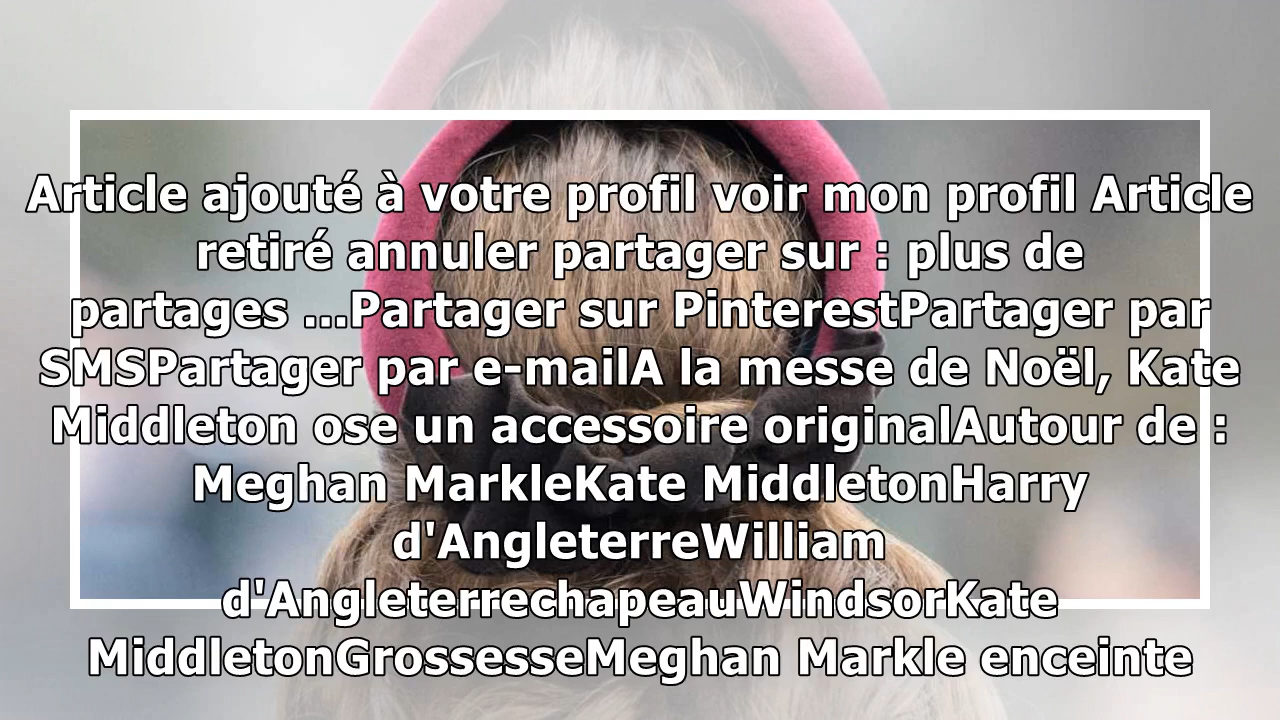 Article ajouté à votre profil voir mon profil Article
retiré annuler partager sur : plus de
partages ...Partager sur PinterestPartager par
SMSPartager par e-mailA la messe de Noël, Kate
Middleton ose un accessoire originalAutour de :
Meghan MarkleKate MiddletonHarry
d'AngleterreWilliam
d'AngleterrechapeauWindsorKate
MiddletonGrossesseMeghan Markle enceinte